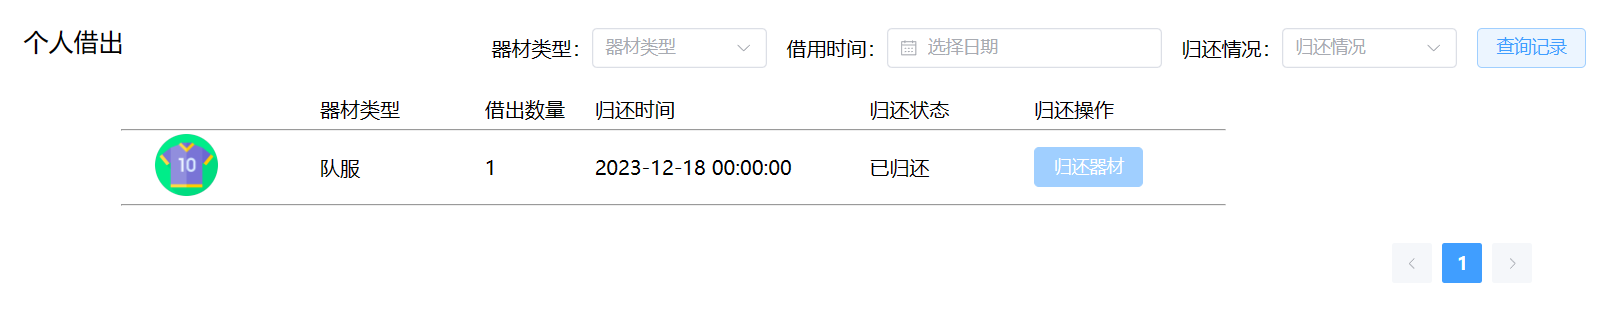 个人借出
器材类型： 器材类型 借用时间： 选择日期 归还情况： 归还情况 查询记录
器材类型 借出数量 归还时间 归还状态 归还操作
10 队服 1 2023-12-18 00:00:00 已归还 归还器材
1